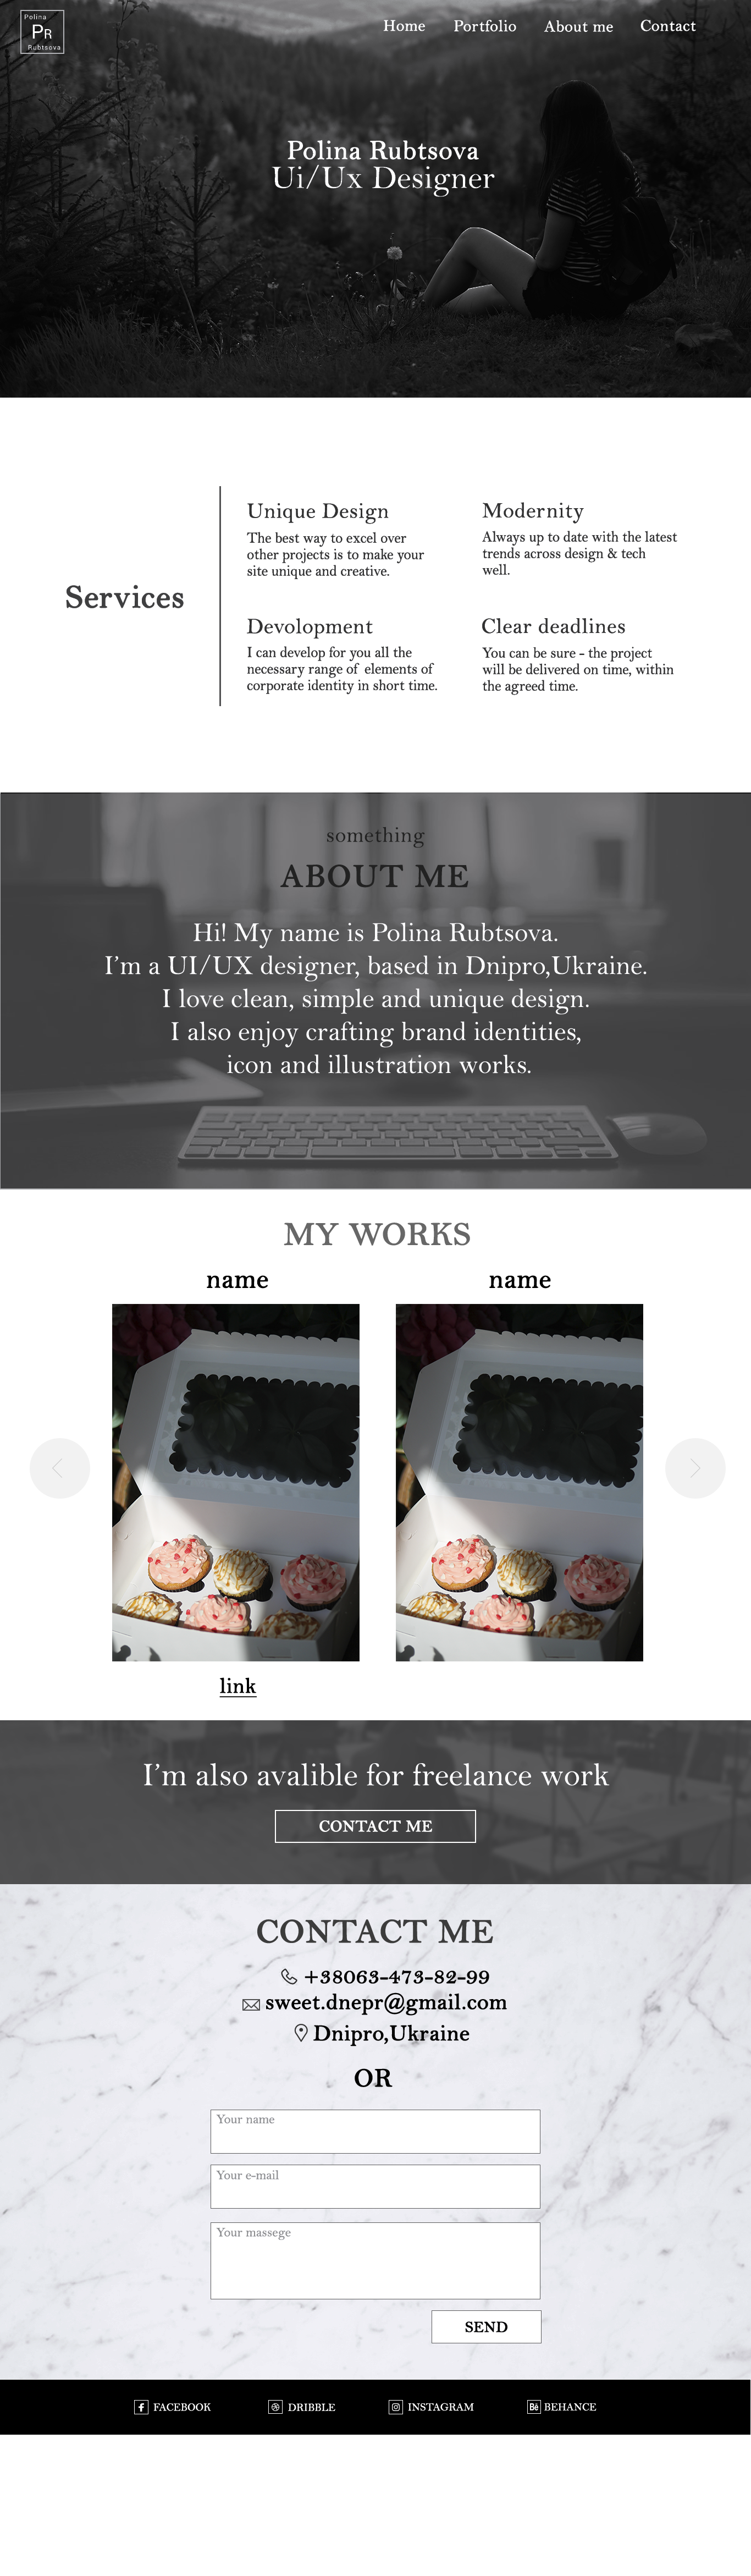 Polina
PR
Rubtsova
Home Portfolio About me Contact
Polina Rubtsova
Ui/Ux Designer
Services
Unique Design
The best way to excel over
other projects is to make your
site unique and creative.
Modernity
Always up to date with the latest
trends across design & tech
well.
Devolopment
I can develop for you all the
necessary range of elements of
corporate identity in short time.
Clear deadlines
You can be sure - the project
will be delivered on time, within
the agreed time.
something
ABOUT ME
Hi! My name is Polina Rubtsova.
I'm a UI/UX designer, based in Dnipro,Ukraine.
I love clean, simple and unique design.
I also enjoy crafting brand identities,
icon and illustration works.
MY WORKS
name name
link
I'm also avalible for freelance work
CONTACT ME
CONTACT ME
+38063-473-82-99
sweet.dnepr@gmail.com
Dnipro,Ukraine
OR
Your name
Your e-mail
Your massege
SEND
FACEBOOK DRIBBLE INSTAGRAM Bē BEHANCE